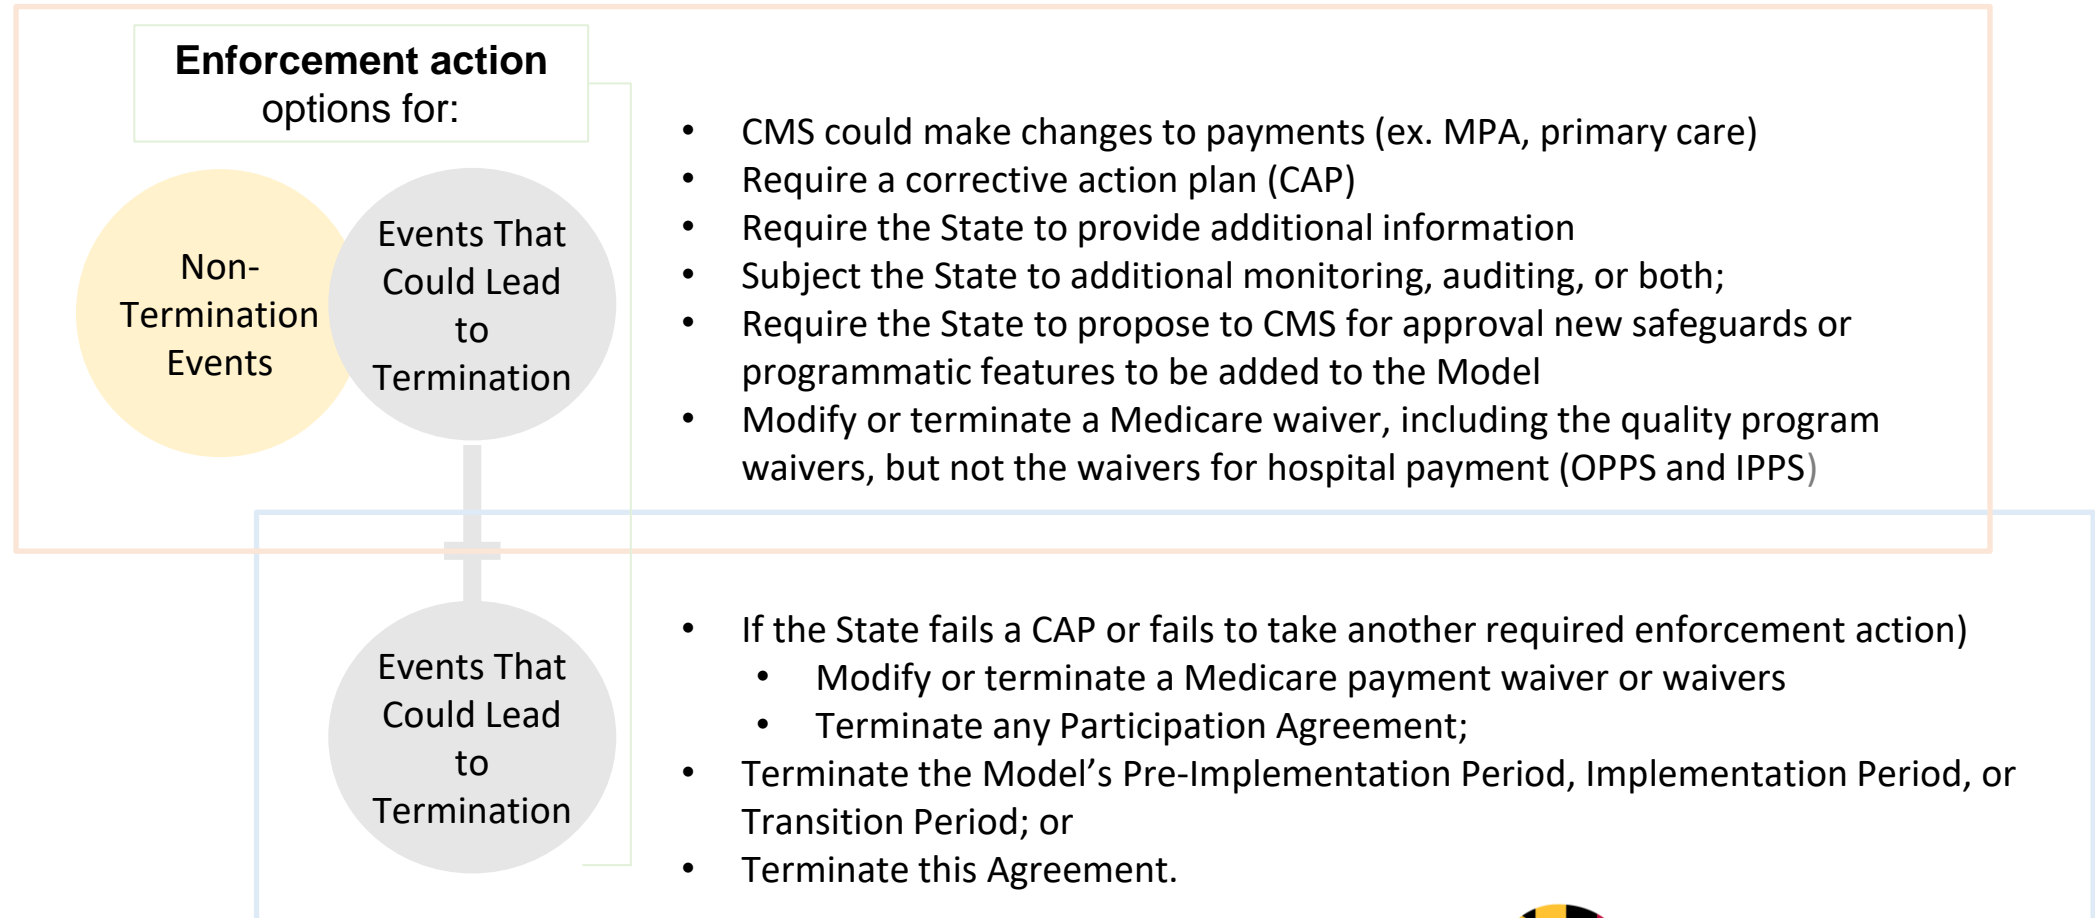 Enforcement action
options for:
Non-
Termination
Events
Events That
Could Lead
to
Termination
• CMS could make changes to payments (ex. MPA, primary care)
• Require a corrective action plan (CAP)
• Require the State to provide additional information
• Subject the State to additional monitoring, auditing, or both;
• Require the State to propose to CMS for approval new safeguards or
programmatic features to be added to the Model
• Modify or terminate a Medicare waiver, including the quality program
waivers, but not the waivers for hospital payment (OPPS and IPPS)
Events That
Could Lead
to
Termination
• If the State fails a CAP or fails to take another required enforcement action)
• Modify or terminate a Medicare payment waiver or waivers
• Terminate any Participation Agreement;
• Terminate the Model’s Pre-Implementation Period, Implementation Period, or
Transition Period; or
• Terminate this Agreement.